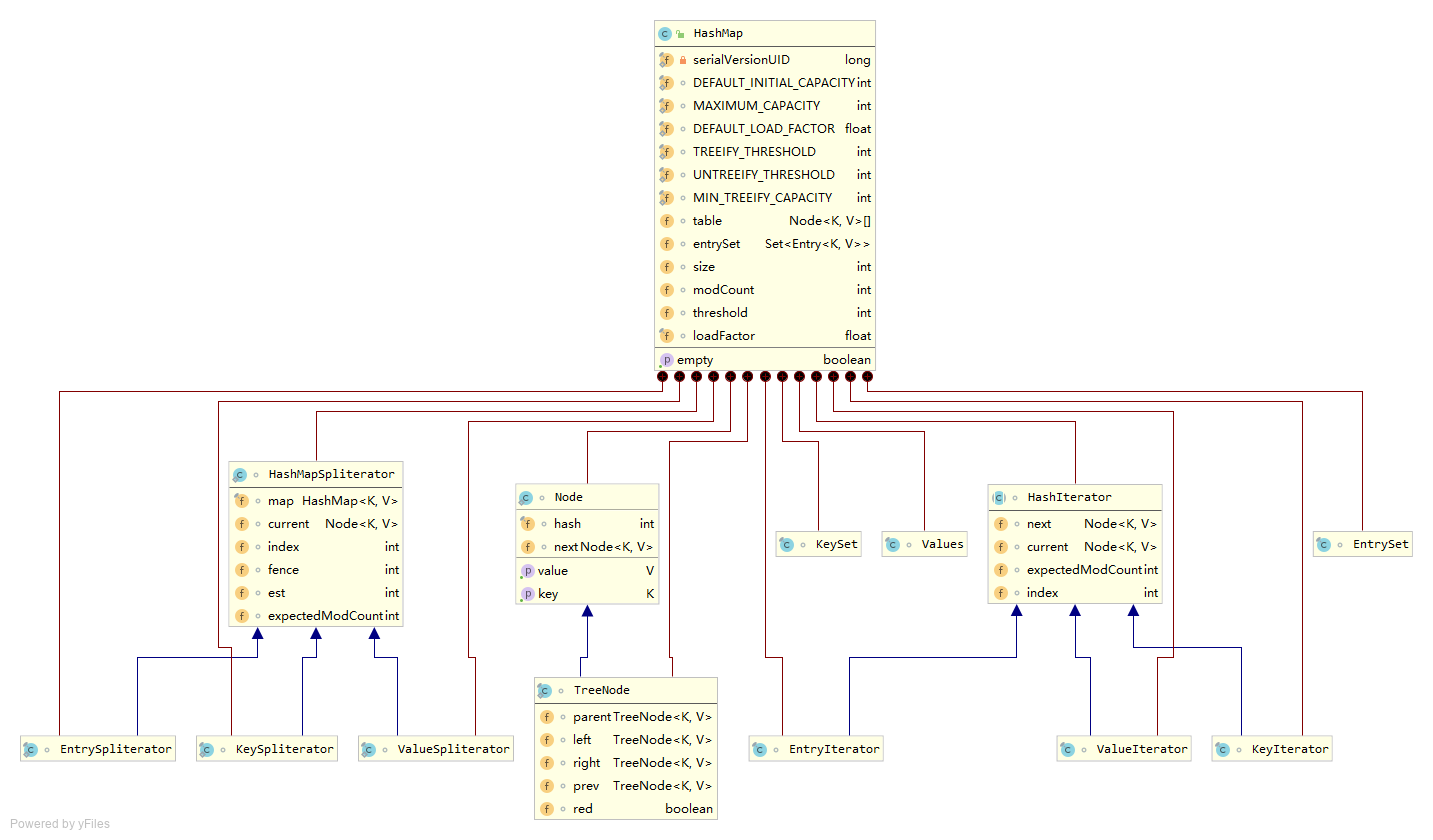 HashMap
serialVersionUID long
DEFAULT_INITIAL_CAPACITY int
MAXIMUM_CAPACITY int
DEFAULT_LOAD_FACTOR float
TREEIFY_THRESHOLD int
UNTREEIFY_THRESHOLD int
MIN_TREEIFY_CAPACITY int
table Node<K, V>[]
entrySet Set<Entry<K, V>>
size int
modCount int
threshold int
loadFactor float
empty boolean
HashMapSpliterator
map HashMap<K, V>
current Node<K, V>
index int
fence int
est int
expectedModCount int
Node
hash int
next Node<K, V>
value V
key K
KeySet
Values
HashIterator
next Node<K, V>
current Node<K, V>
expectedModCount int
index int
EntrySet
TreeNode
parent TreeNode<K, V>
left TreeNode<K, V>
right TreeNode<K, V>
prev TreeNode<K, V>
red boolean
EntrySpliterator
KeySpliterator
ValueSpliterator
EntryIterator
ValueIterator
KeyIterator
Powered by yFiles